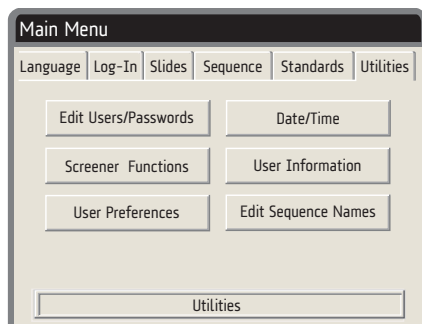 Main Menu
Language Log-In Slides Sequence Standards Utilities
Edit Users/Passwords Date/Time
Screener Functions User Information
User Preferences Edit Sequence Names
Utilities